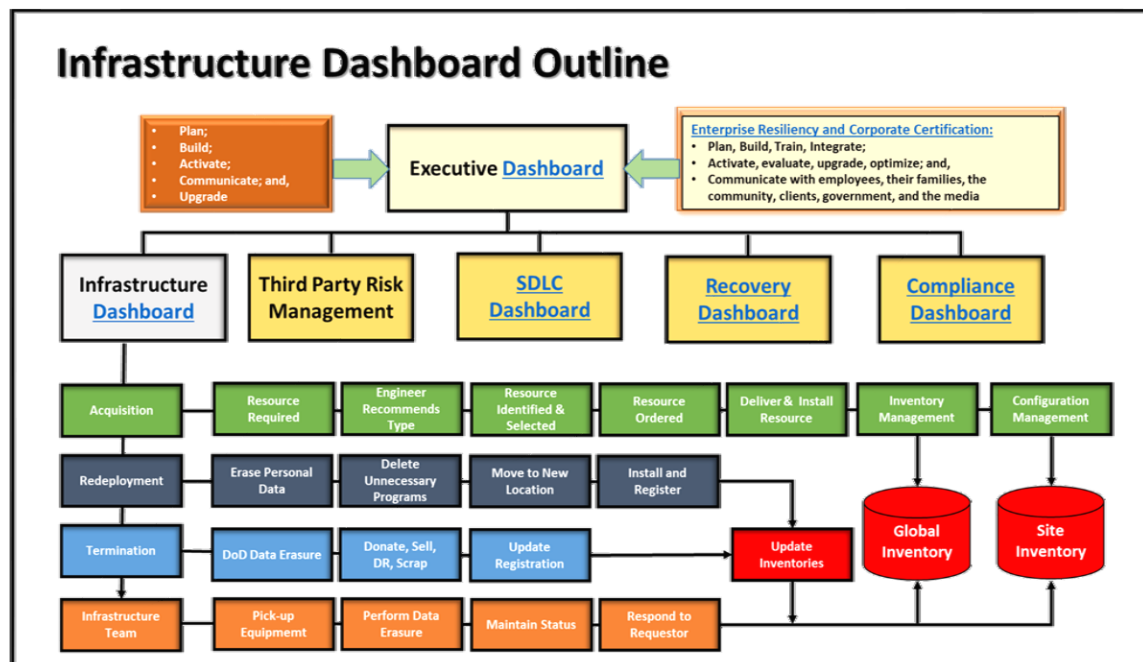 Infrastructure Dashboard Outline
• Plan;
• Build;
• Activate;
• Communicate; and,
• Upgrade
Executive Dashboard
Enterprise Resiliency and Corporate Certification:
• Plan, Build, Train, Integrate;
• Activate, evaluate, upgrade, optimize; and,
• Communicate with employees, their families, the
community, clients, government, and the media
Infrastructure
Dashboard
Third Party Risk
Management
SDLC
Dashboard
Recovery
Dashboard
Compliance
Dashboard
Acquisition
Resource
Required
Engineer
Recommends
Type
Resource
Identified &
Selected
Resource
Ordered
Deliver & Install
Resource
Inventory
Management
Configuration
Management
Redeployment
Erase Personal
Data
Delete
Unnecessary
Programs
Move to New
Location
Install and
Register
Global
Inventory
Site
Inventory
Termination
DoD Data Erasure
Donate, Sell,
DR, Scrap
Update
Registration
Update
Inventories
Infrastructure
Team
Pick-up
Equipmemt
Perform Data
Erasure
Maintain Status
Respond to
Requestor